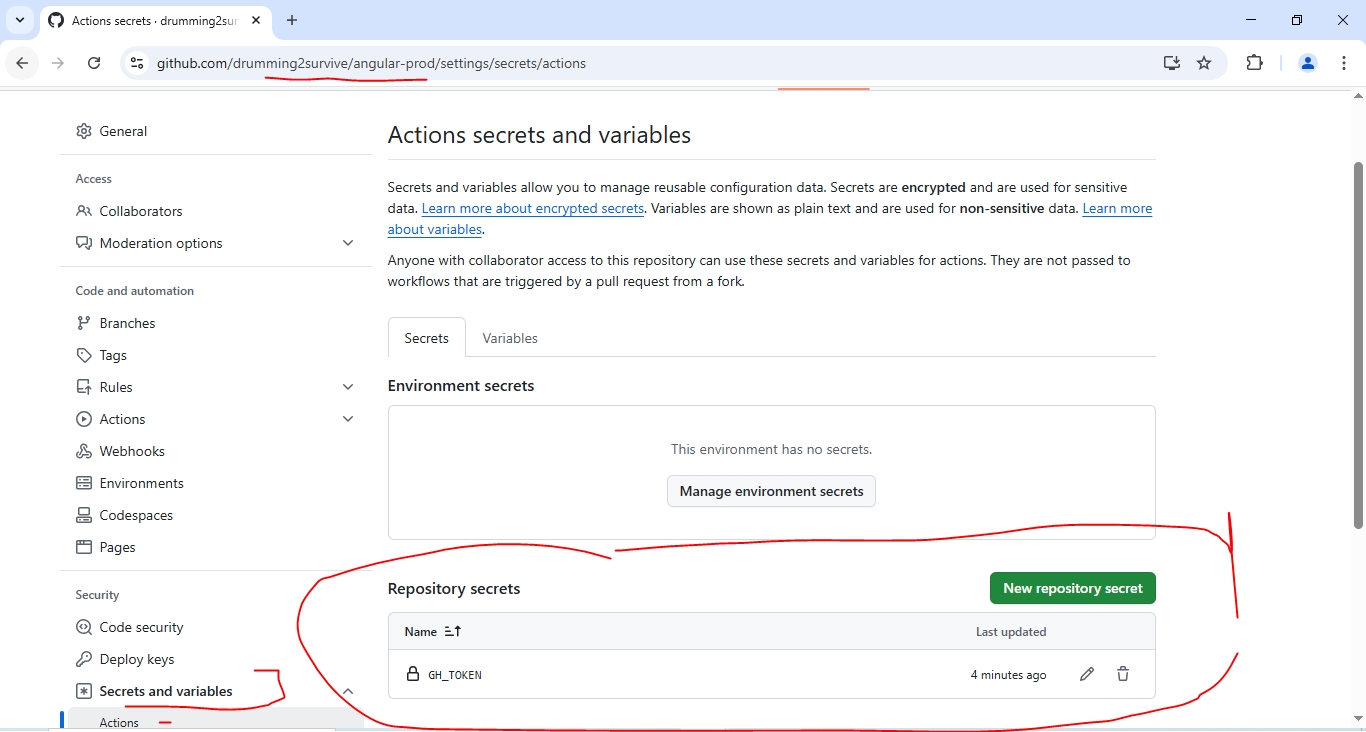 Actions secrets · drumming2sur
github.com/drumming2survive/angular-prod/settings/secrets/actions
General
Access
Collaborators
Moderation options
Code and automation
Branches
Tags
Rules
Actions
Webhooks
Environments
Codespaces
Pages
Security
Code security
Deploy keys
Secrets and variables
Actions
Actions secrets and variables
Secrets and variables allow you to manage reusable configuration data. Secrets are encrypted and are used for sensitive
data. Learn more about encrypted secrets. Variables are shown as plain text and are used for non-sensitive data. Learn more
about variables.
Anyone with collaborator access to this repository can use these secrets and variables for actions. They are not passed to
workflows that are triggered by a pull request from a fork.
Secrets Variables
Environment secrets
This environment has no secrets.
Manage environment secrets
Repository secrets New repository secret
Name Last updated
GH_TOKEN 4 minutes ago